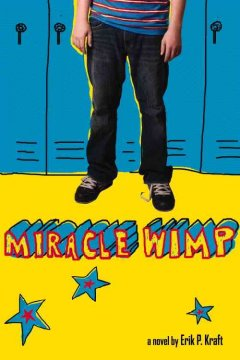 MIRACLE WIMP
a novel by Erik P. Kraft